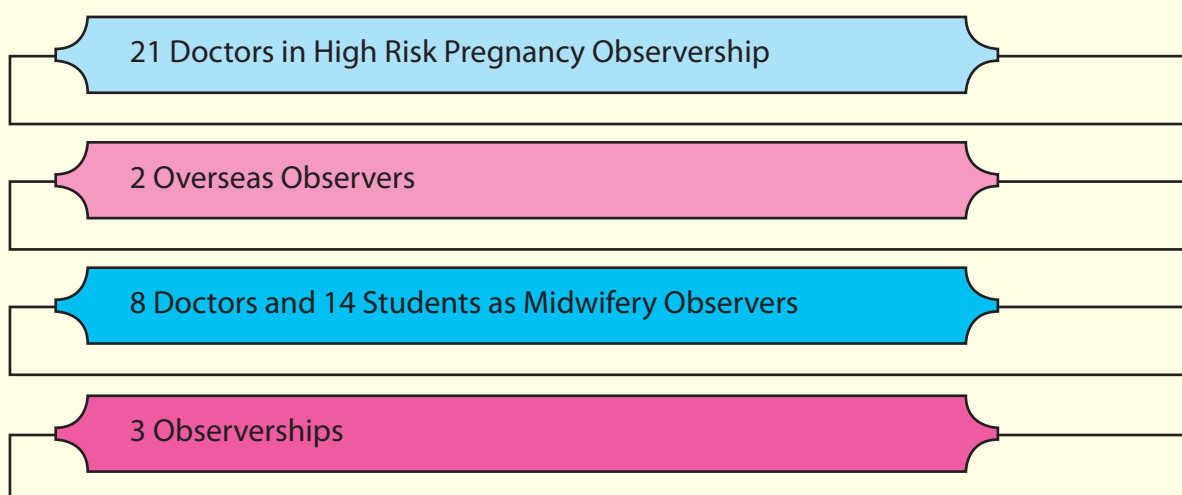 21 Doctors in High Risk Pregnancy Observership
2 Overseas Observers
8 Doctors and 14 Students as Midwifery Observers
3 Observerships